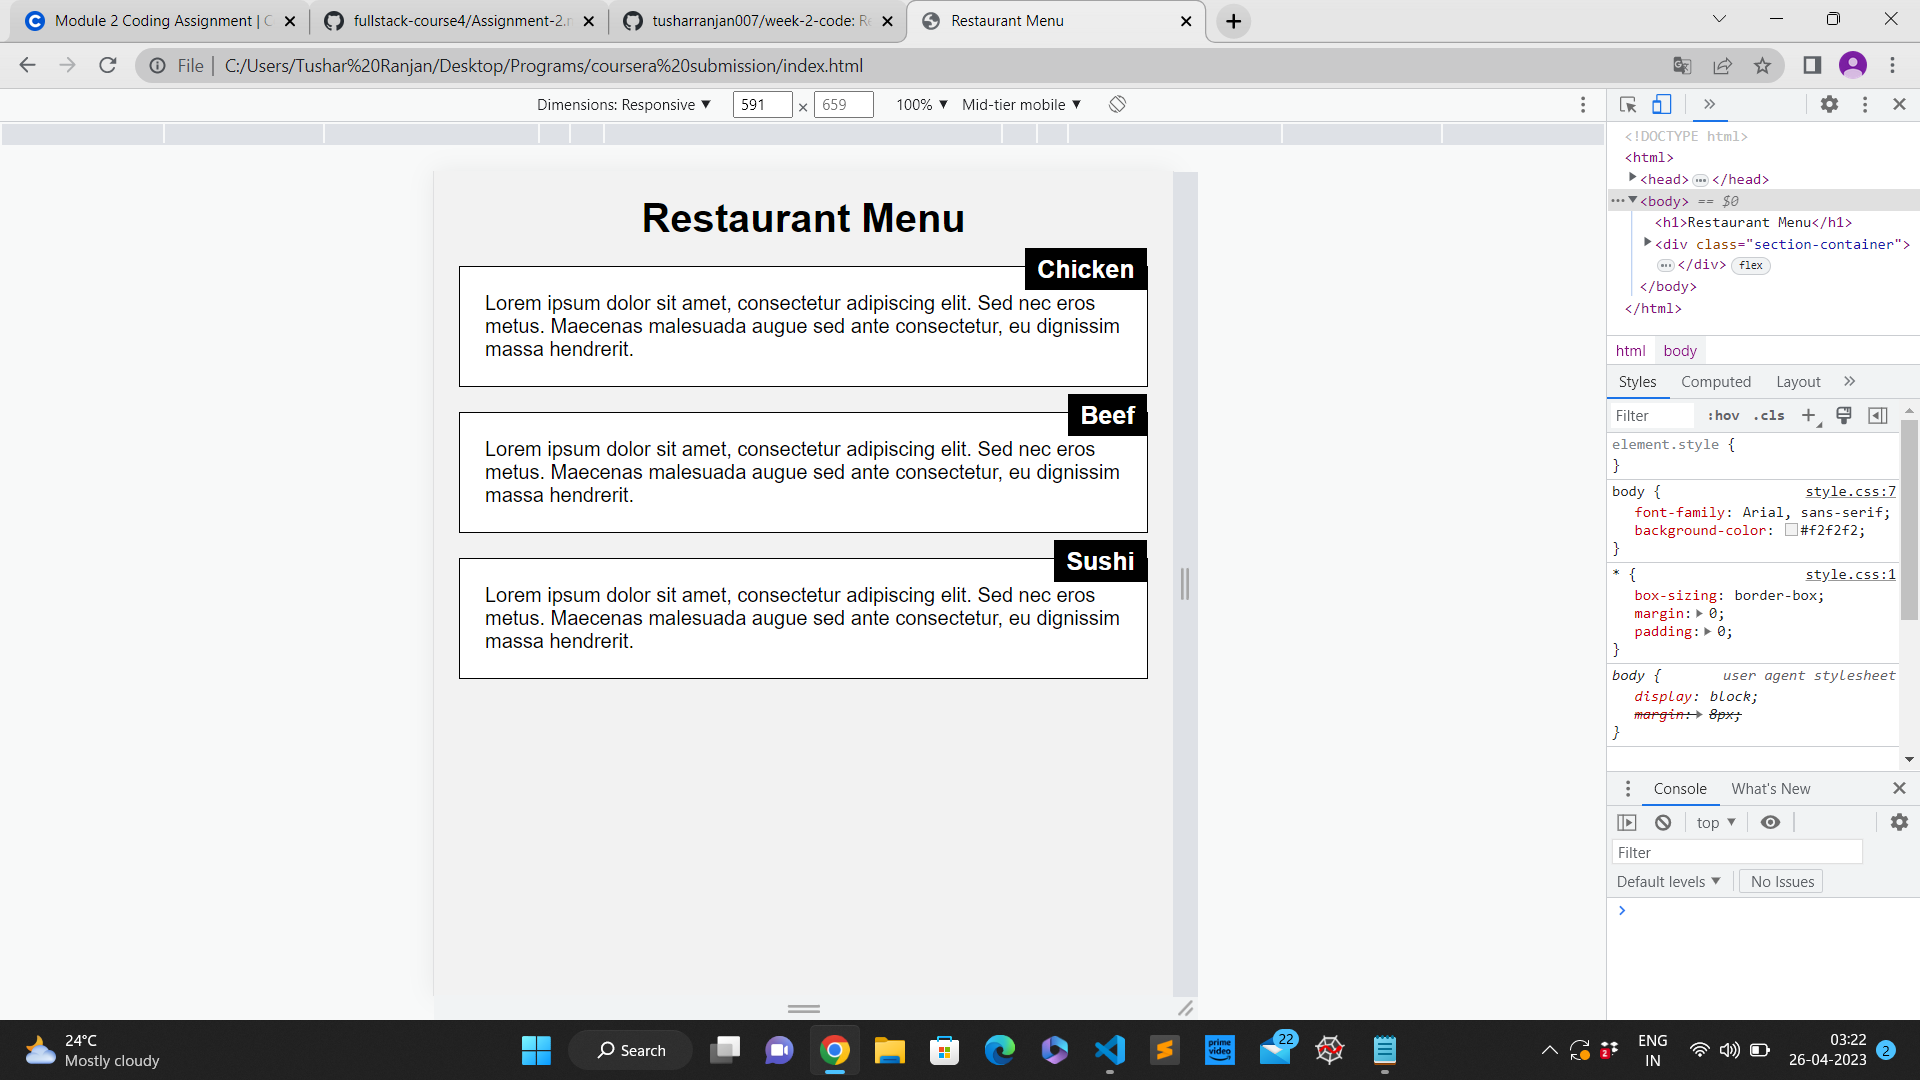 Module 2 Coding Assignment | C
fullstack-course4/Assignment-2.m
tusharranjan007/week-2-code: Re
Restaurant Menu
File
C:/Users/Tushar%20Ranjan/Desktop/Programs/coursera%20submission/index.html
Dimensions: Responsive
591 × 659
100%
Mid-tier mobile
Restaurant Menu
Chicken
Lorem ipsum dolor sit amet, consectetur adipiscing elit. Sed nec eros
metus. Maecenas malesuada augue sed ante consectetur, eu dignissim
massa hendrerit.
Beef
Lorem ipsum dolor sit amet, consectetur adipiscing elit. Sed nec eros
metus. Maecenas malesuada augue sed ante consectetur, eu dignissim
massa hendrerit.
Sushi
Lorem ipsum dolor sit amet, consectetur adipiscing elit. Sed nec eros
metus. Maecenas malesuada augue sed ante consectetur, eu dignissim
massa hendrerit.
<!DOCTYPE html>
<html>
<head>…</head>
<body> == $0
<h1>Restaurant Menu</h1>
<div class="section-container">
…</div> flex
</body>
</html>
html body
Styles Computed Layout
Filter :hov .cls
element.style {
}
body { style.css:7
font-family: Arial, sans-serif;
background-color: #f2f2f2;
}
* { style.css:1
box-sizing: border-box;
margin: 0;
padding: 0;
}
body { user agent stylesheet
display: block;
margin: 8px;
}
Console What's New
top
Filter
Default levels No Issues
24°C
Mostly cloudy
Search
prime video
22
2
ENG
IN
03:22
26-04-2023
2